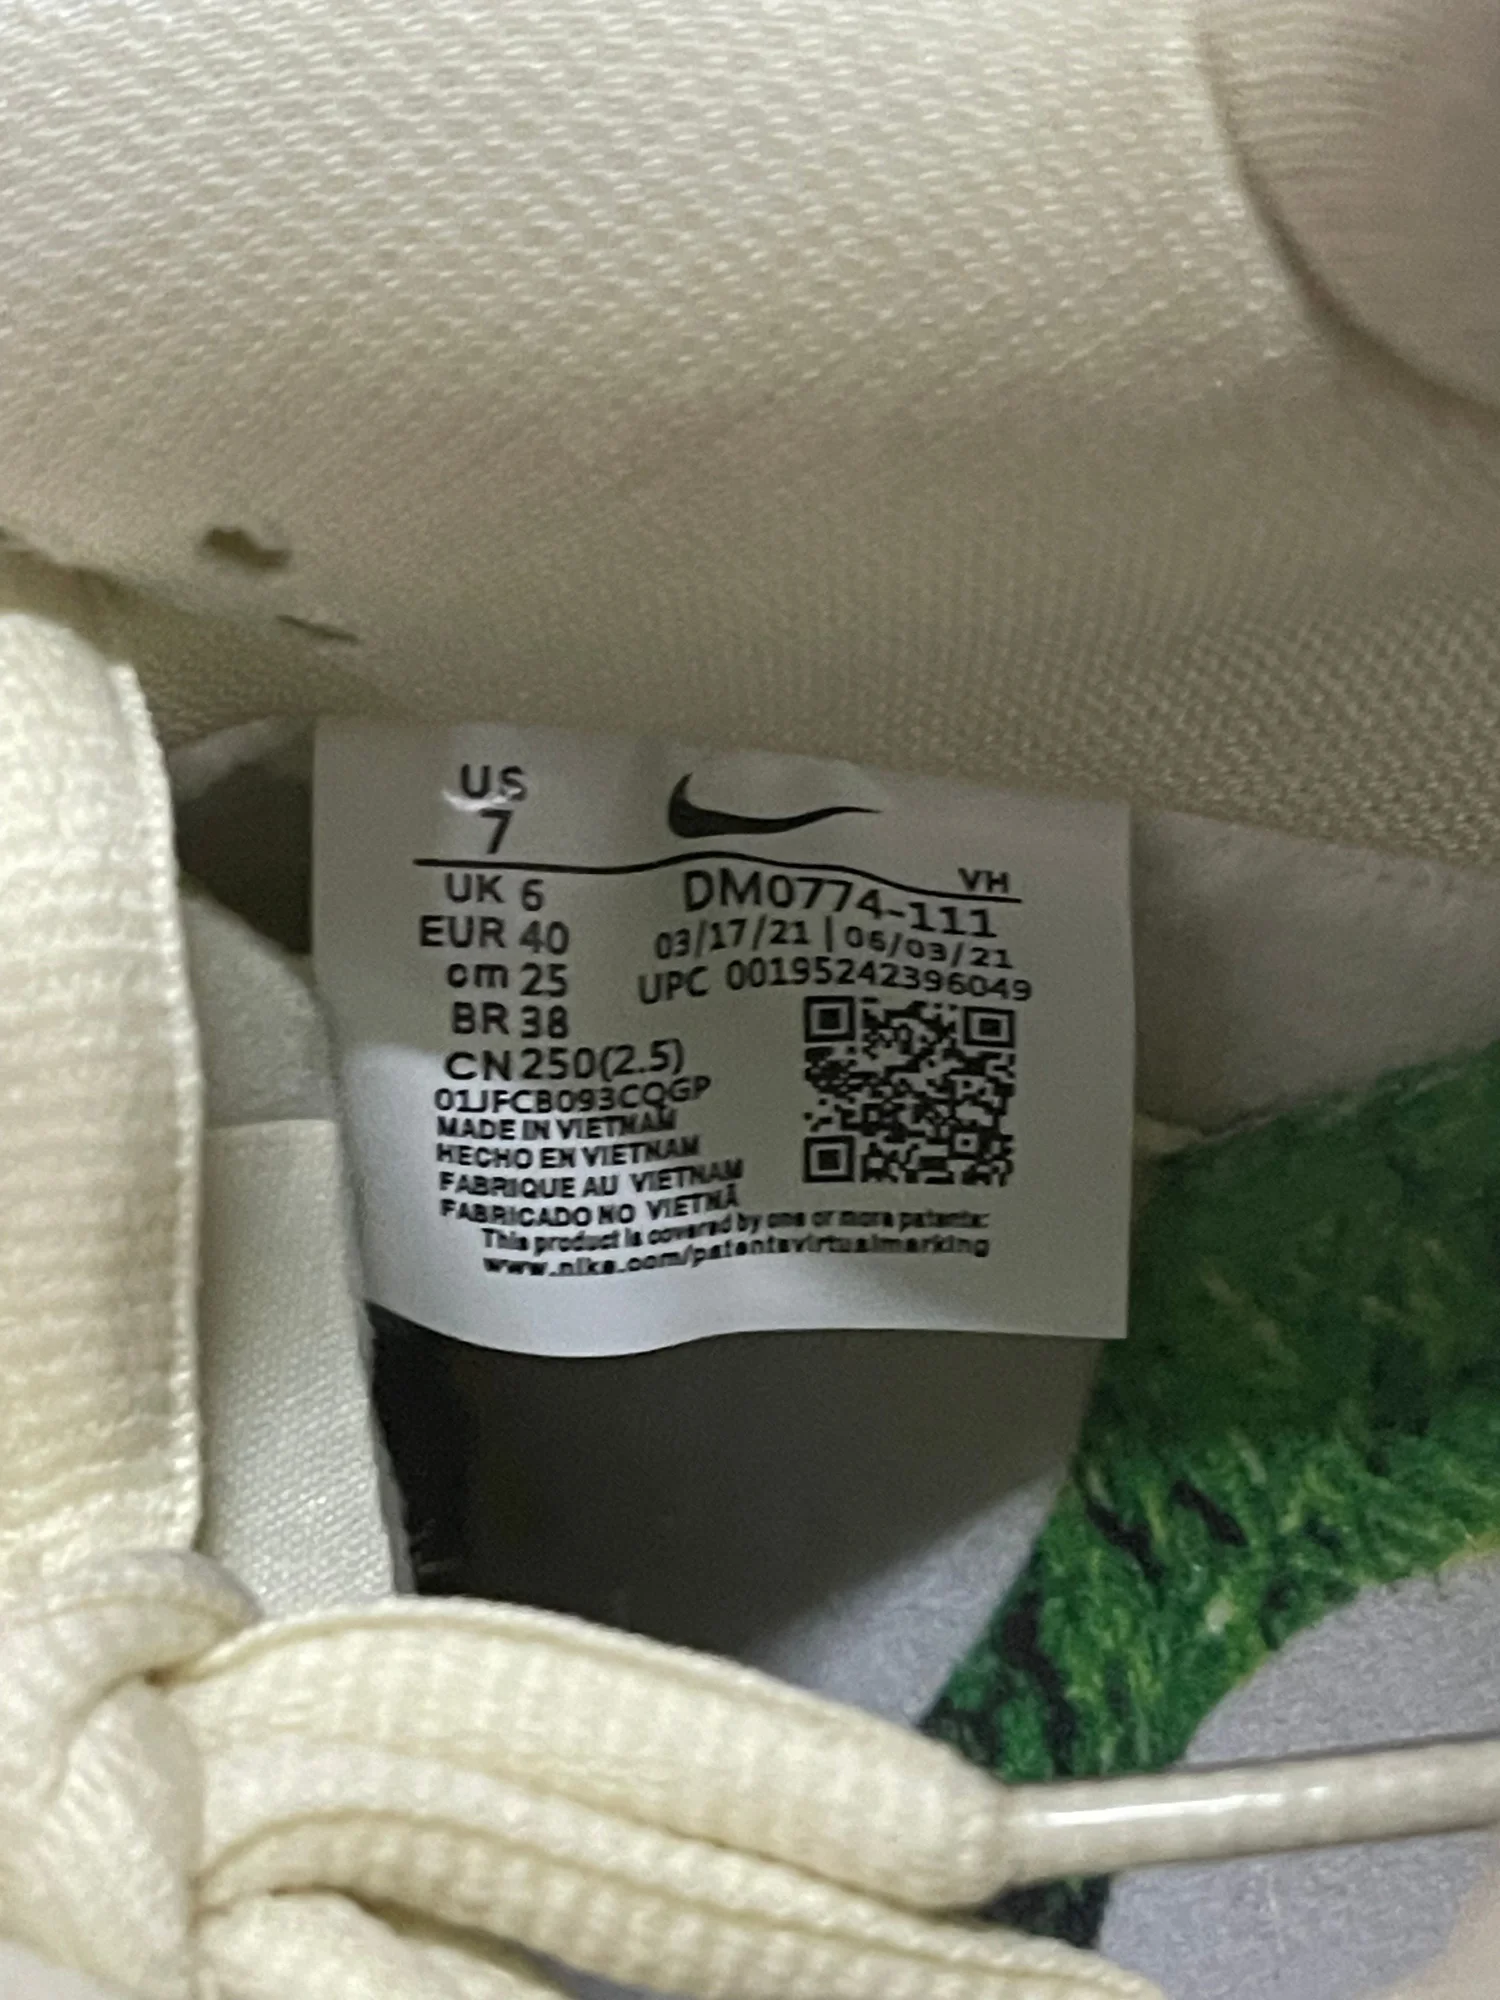 US
7
VH
UK 6
EUR 40
cm 25
BR 38
CN 250(2.5)
DM0774-111
03/17/21 | 06/03/21
UPC 00195242396049
01JFCB093CQGP
MADE IN VIETNAM
HECHO EN VIETNAM
FABRIQUE AU VIETNAM
FABRICADO NO VIETNÃ
This product is covered by one or more patents:
www.nike.com/patentsvirtualmarking